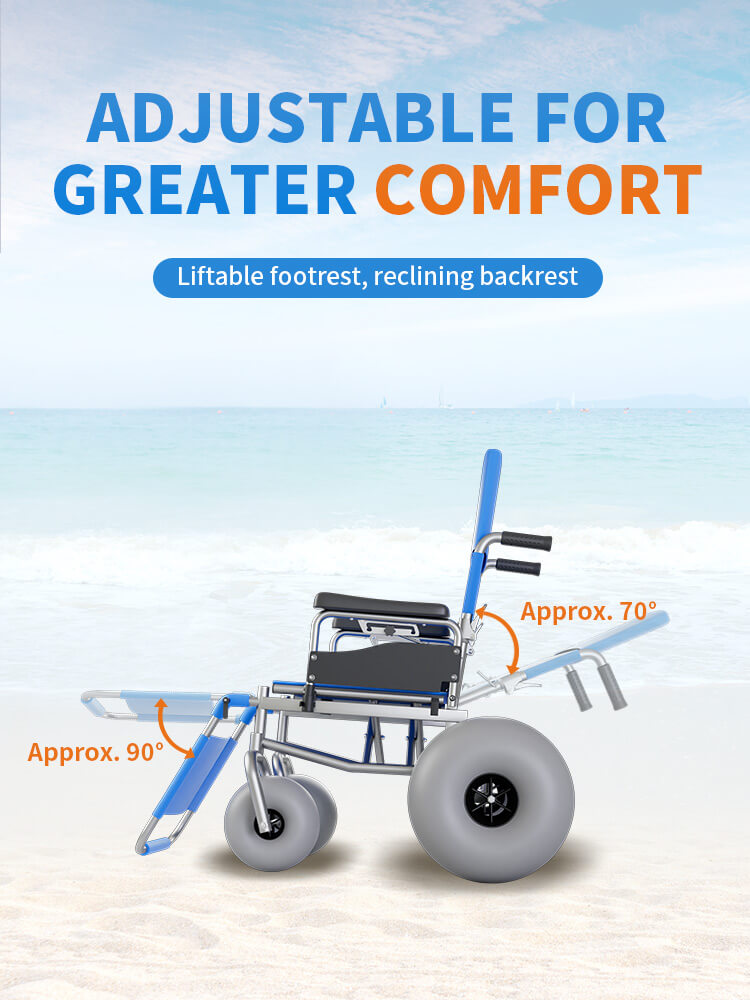 ADJUSTABLE FOR
GREATER COMFORT
Liftable footrest, reclining backrest
Approx. 70°
Approx. 90°